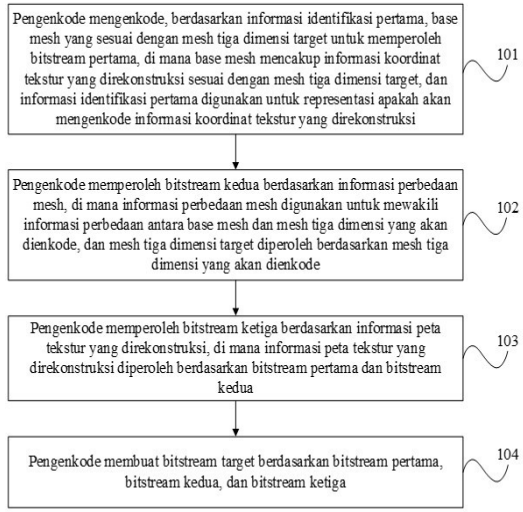 Pengenkode mengenkode, berdasarkan informasi identifikasi pertama, base
mesh yang sesuai dengan mesh tiga dimensi target untuk memperoleh
bitstream pertama, di mana base mesh mencakup informasi koordinat
tekstur yang direkonstruksi sesuai dengan mesh tiga dimensi target, dan
informasi identifikasi pertama digunakan untuk representasi apakah akan
mengenkode informasi koordinat tekstur yang direkonstruksi
101
Pengenkode memperoleh bitstream kedua berdasarkan informasi perbedaan
mesh, di mana informasi perbedaan mesh digunakan untuk mewakili
informasi perbedaan antara base mesh dan mesh tiga dimensi yang akan
dienkode, dan mesh tiga dimensi target diperoleh berdasarkan mesh tiga
dimensi yang akan dienkode
102
Pengenkode memperoleh bitstream ketiga berdasarkan informasi peta
tekstur yang direkonstruksi, di mana informasi peta tekstur yang
direkonstruksi diperoleh berdasarkan bitstream pertama dan bitstream
kedua
103
Pengenkode membuat bitstream target berdasarkan bitstream pertama,
bitstream kedua, dan bitstream ketiga
104